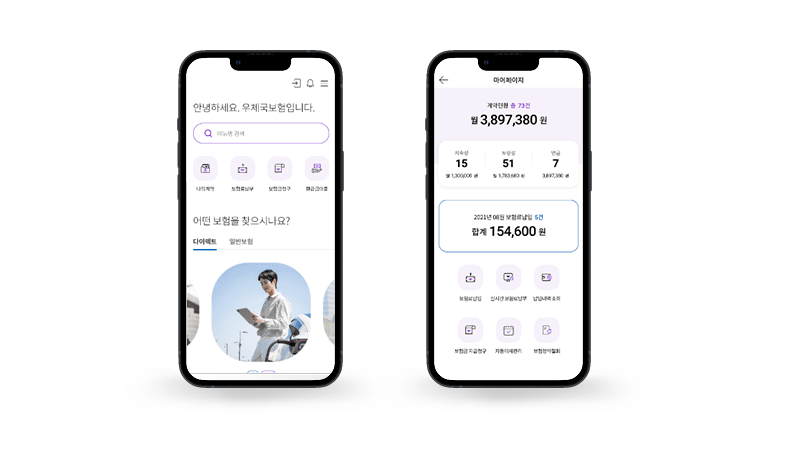 안녕하세요. 우체국보험입니다.
메뉴명 검색
나의계약
보험료납부
보험금청구
환급금대출
어떤 보험을 찾으시나요?
다이렉트
일반보험
마이페이지
계약현황 총 73건
월 3,897,380 원
저축성
보장성
연금
15
51
7
월 1,300,000 원
월 1,783,680 원
3,897,380 원
2021년 08월 보험료납입 5건
합계 154,600 원
보험료납입
실시간 보험료납부
납입내역 조회
보험금 지급청구
자동이체관리
보험청약철회